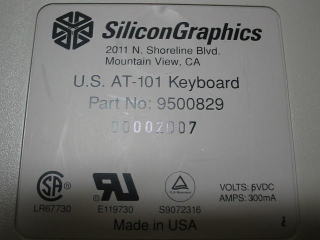 SiliconGraphics
2011 N. Shoreline Blvd.
Mountain View, CA
U.S. AT-101 Keyboard
Part No: 9500829
00002007
LR67730
E119730
S9072316
VOLTS: 5VDC
AMPS: 300mA
Made in USA